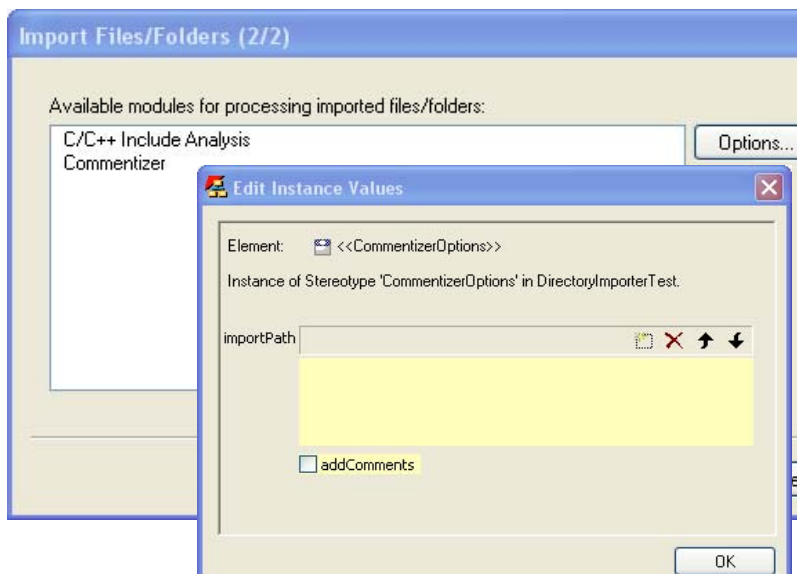 Import Files/Folders (2/2)
Available modules for processing imported files/folders:
C/C++ Include Analysis
Options...
Commentizer
Edit Instance Values
Element: <<CommentizerOptions>>
Instance of Stereotype 'CommentizerOptions' in DirectoryImporterTest.
importPath
addComments
OK